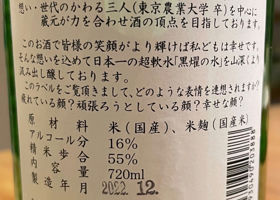 想い・世代のかわる三人(東京農業大学 卒)を中心に
蔵元が力を合わせ酒の頂点を目指しております。
このお酒で皆様の笑顔がより輝けば私どもは幸せです。
そんな想いを込めて日本一の超軟水「黒耀の水」を山深くより
汲み出し醸しております。
このラベルをご覧頂きまして、どのような表情を連想されますか?
疲れている顔?頑張ろうとしている顔?幸せな顔?
原材料 米(国産)、米麹(国産米)
アルコール分 16%
精米歩合 55%
内容量 720ml
製造年月 2022.12.